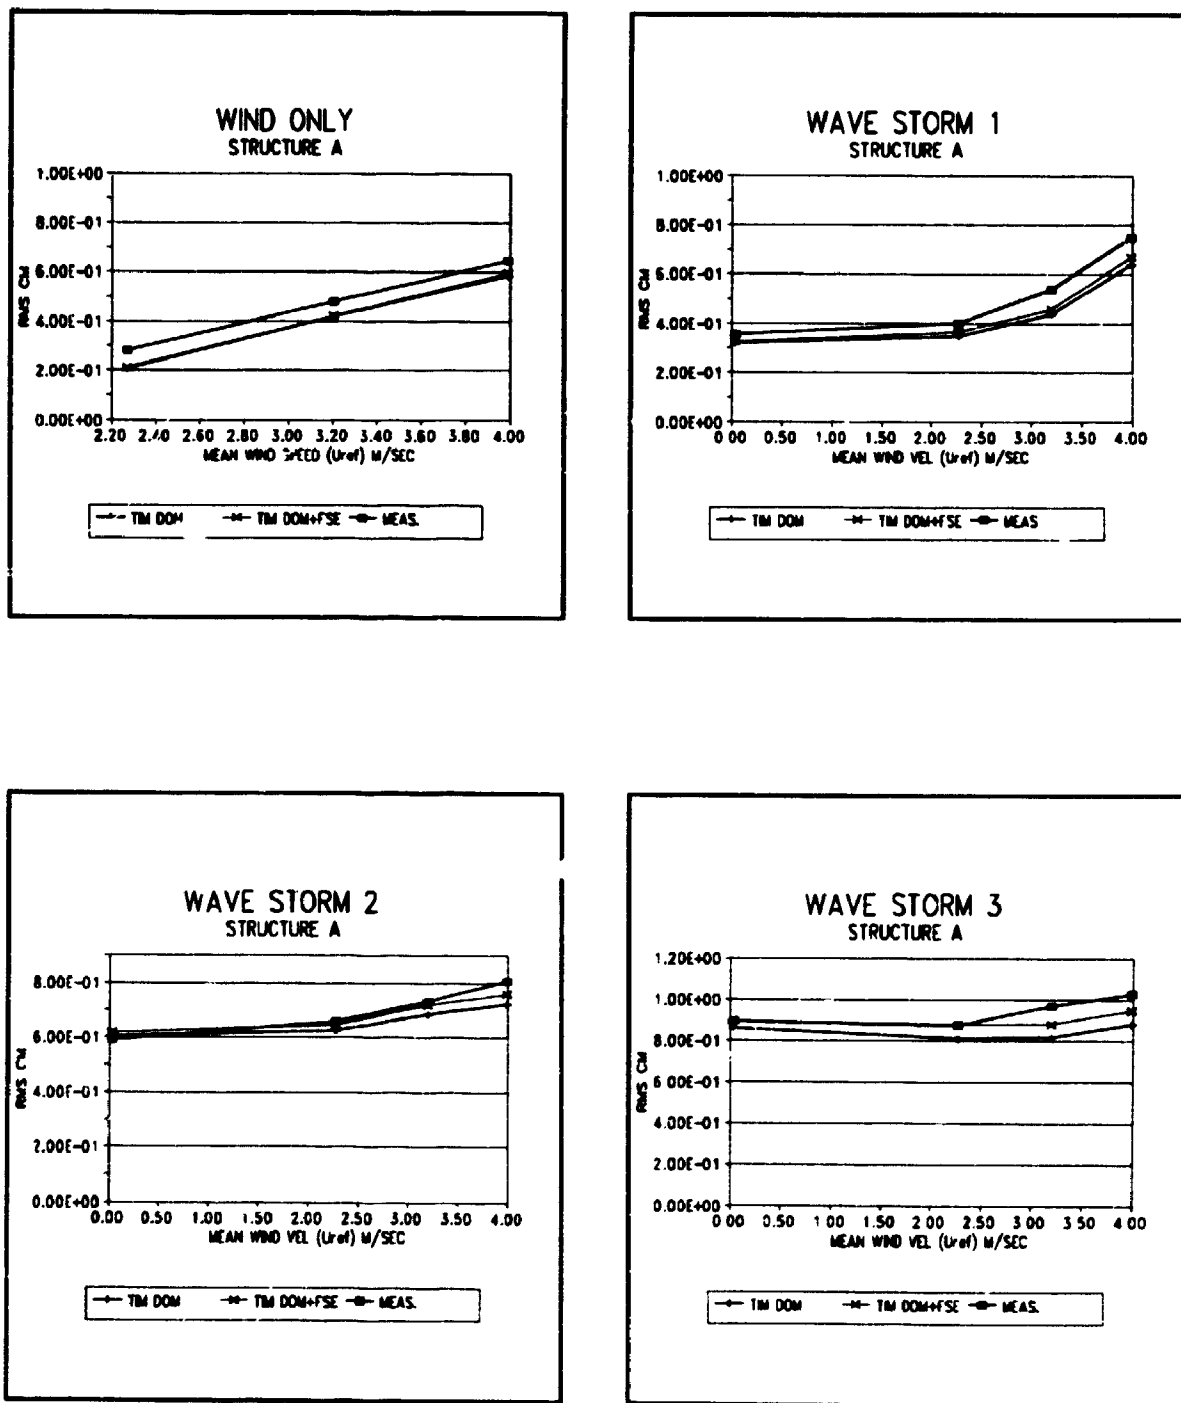 WIND ONLY
STRUCTURE A
1.00E+00
8.00E-01
6.00E-01
4.00E-01
2.00E-01
0.00E+00
RMS CM
2.20 2.40 2.60 2.80 3.00 3.20 3.40 3.60 3.80 4.00
MEAN WIND SPEED (Uref) M/SEC
TIM DOM TIM DOM+FSE MEAS.
WAVE STORM 1
STRUCTURE A
1.00E+00
8.00E-01
6.00E-01
4.00E-01
2.00E-01
0.00E+00
RMS CM
0.00 0.50 1.00 1.50 2.00 2.50 3.00 3.50 4.00
MEAN WIND VEL (Uref) M/SEC
TIM DOM TIM DOM+FSE MEAS
WAVE STORM 2
STRUCTURE A
8.00E-01
6.00E-01
4.00E-01
2.00E-01
0.00E+00
RMS CM
0.00 0.50 1.00 1.50 2.00 2.50 3.00 3.50 4.00
MEAN WIND VEL (Uref) M/SEC
TIM DOM TIM DOM+FSE MEAS.
WAVE STORM 3
STRUCTURE A
1.20E+00
1.00E+00
8.00E-01
6.00E-01
4.00E-01
2.00E-01
0.00E+00
RMS CM
0.00 0.50 1.00 1.50 2.00 2.50 3.00 3.50 4.00
MEAN WIND VEL (Uref) M/SEC
TIM DOM TIM DOM+FSE MEAS.